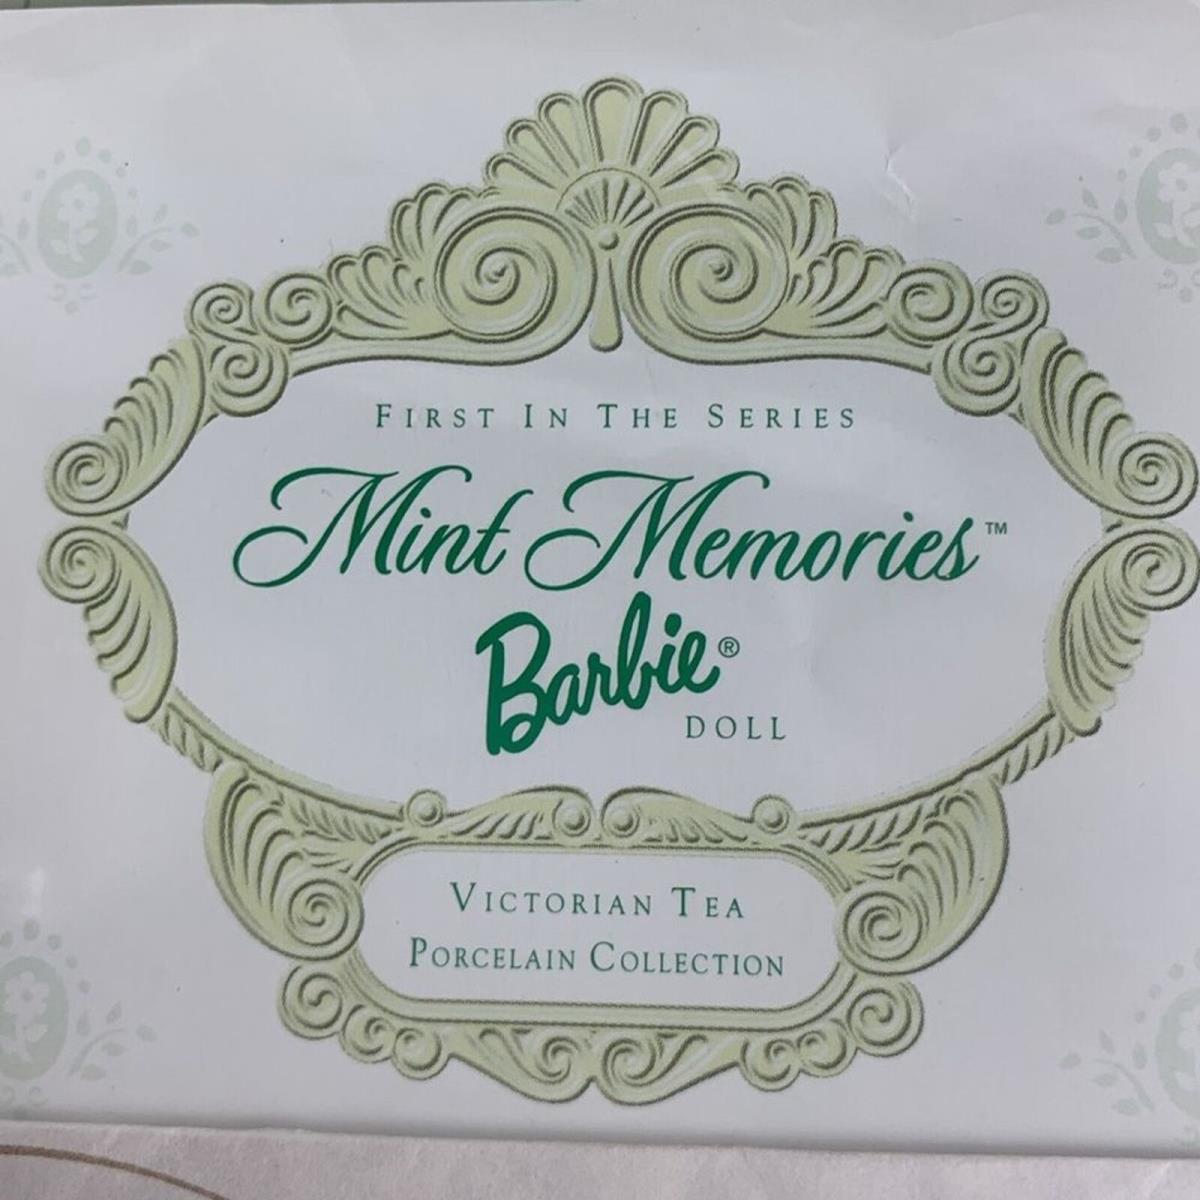 First In The Series
Mint Memories™
Barbie®
DOLL
Victorian Tea
Porcelain Collection